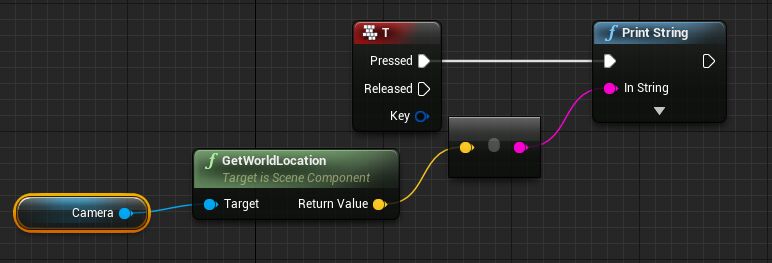 T
Print String
Pressed
Released
In String
Key
GetWorldLocation
Target is Scene Component
Camera
Target
Return Value